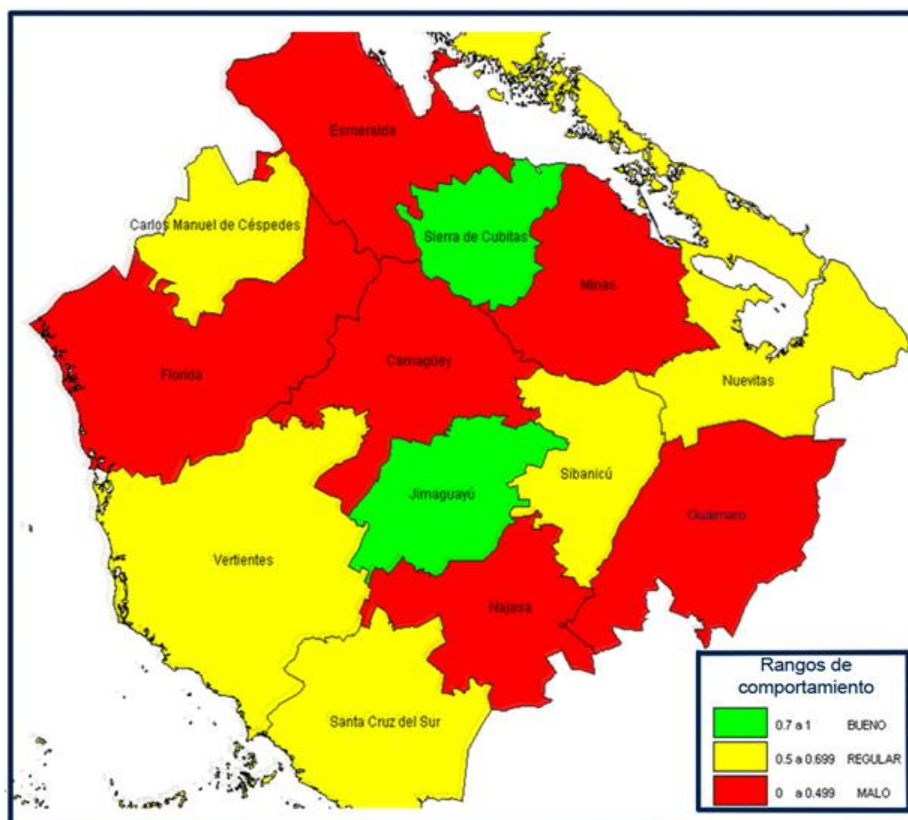 Esmeralda
Carlos Manuel de Céspedes
Sierra de Cubitas
Minas
Florida
Camagüey
Nuevitas
Sibanicú
Jimaguayú
Guáimaro
Vertientes
Najasa
Santa Cruz del Sur
Rangos de
comportamiento
0.7 a 1 BUENO
0.5 a 0.699 REGULAR
0 a 0.499 MALO